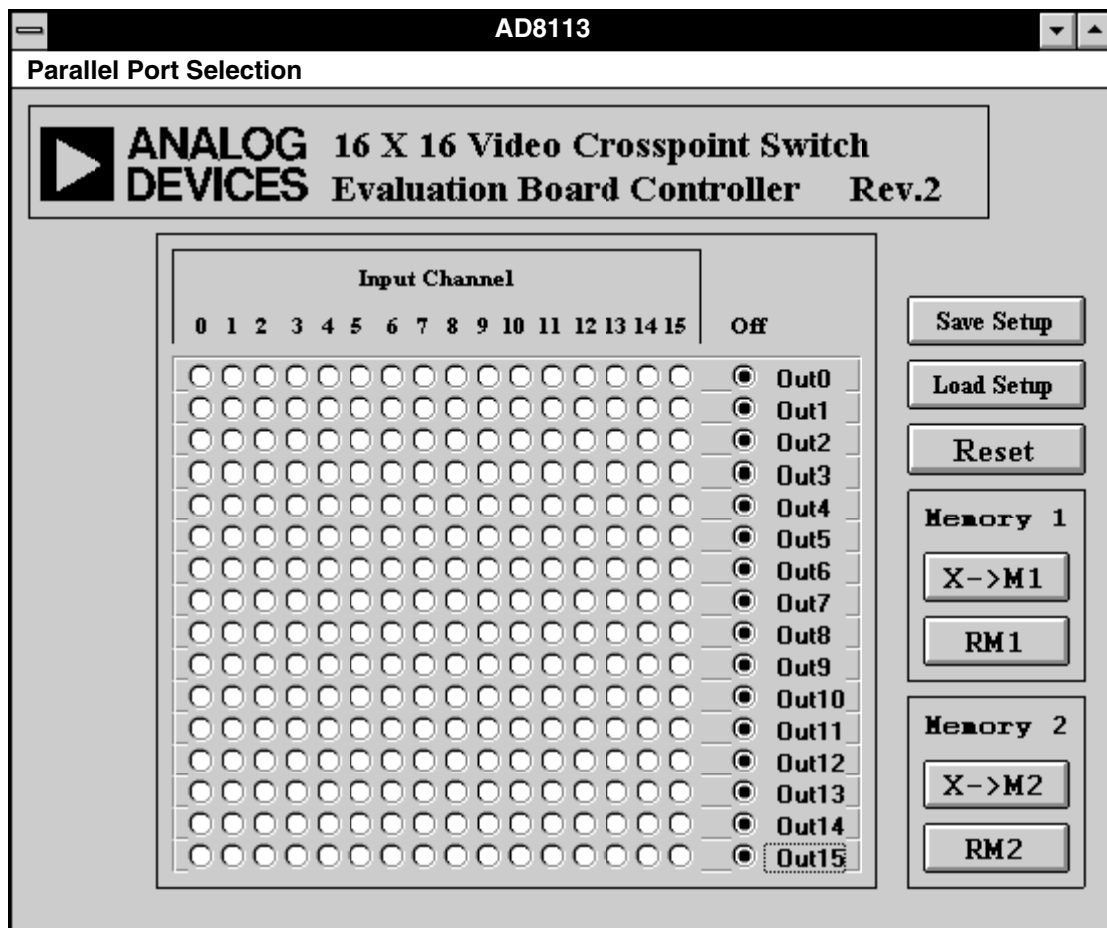 AD8113
Parallel Port Selection
ANALOG
DEVICES
16 X 16 Video Crosspoint Switch
Evaluation Board Controller Rev.2
Input Channel
0 1 2 3 4 5 6 7 8 9 10 11 12 13 14 15 Off
Out0
Out1
Out2
Out3
Out4
Out5
Out6
Out7
Out8
Out9
Out10
Out11
Out12
Out13
Out14
Out15
Save Setup
Load Setup
Reset
Memory 1
X->M1
RM1
Memory 2
X->M2
RM2